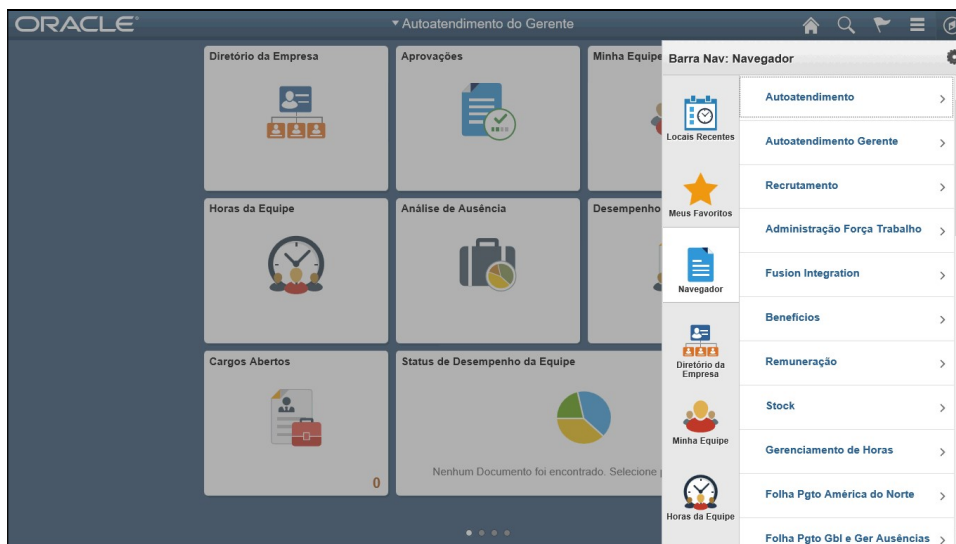 ORACLE
Autoatendimento do Gerente
Diretório da Empresa
Aprovações
Minha Equipe
Horas da Equipe
Análise de Ausência
Desempenho
Cargos Abertos
0
Status de Desempenho da Equipe
Nenhum Documento foi encontrado. Selecione
Barra Nav: Navegador
Locais Recentes
Meus Favoritos
Navegador
Diretório da
Empresa
Minha Equipe
Horas da Equipe
Autoatendimento
Autoatendimento Gerente
Recrutamento
Administração Força Trabalho
Fusion Integration
Benefícios
Remuneração
Stock
Gerenciamento de Horas
Folha Pgto América do Norte
Folha Pgto Gbl e Ger Ausências